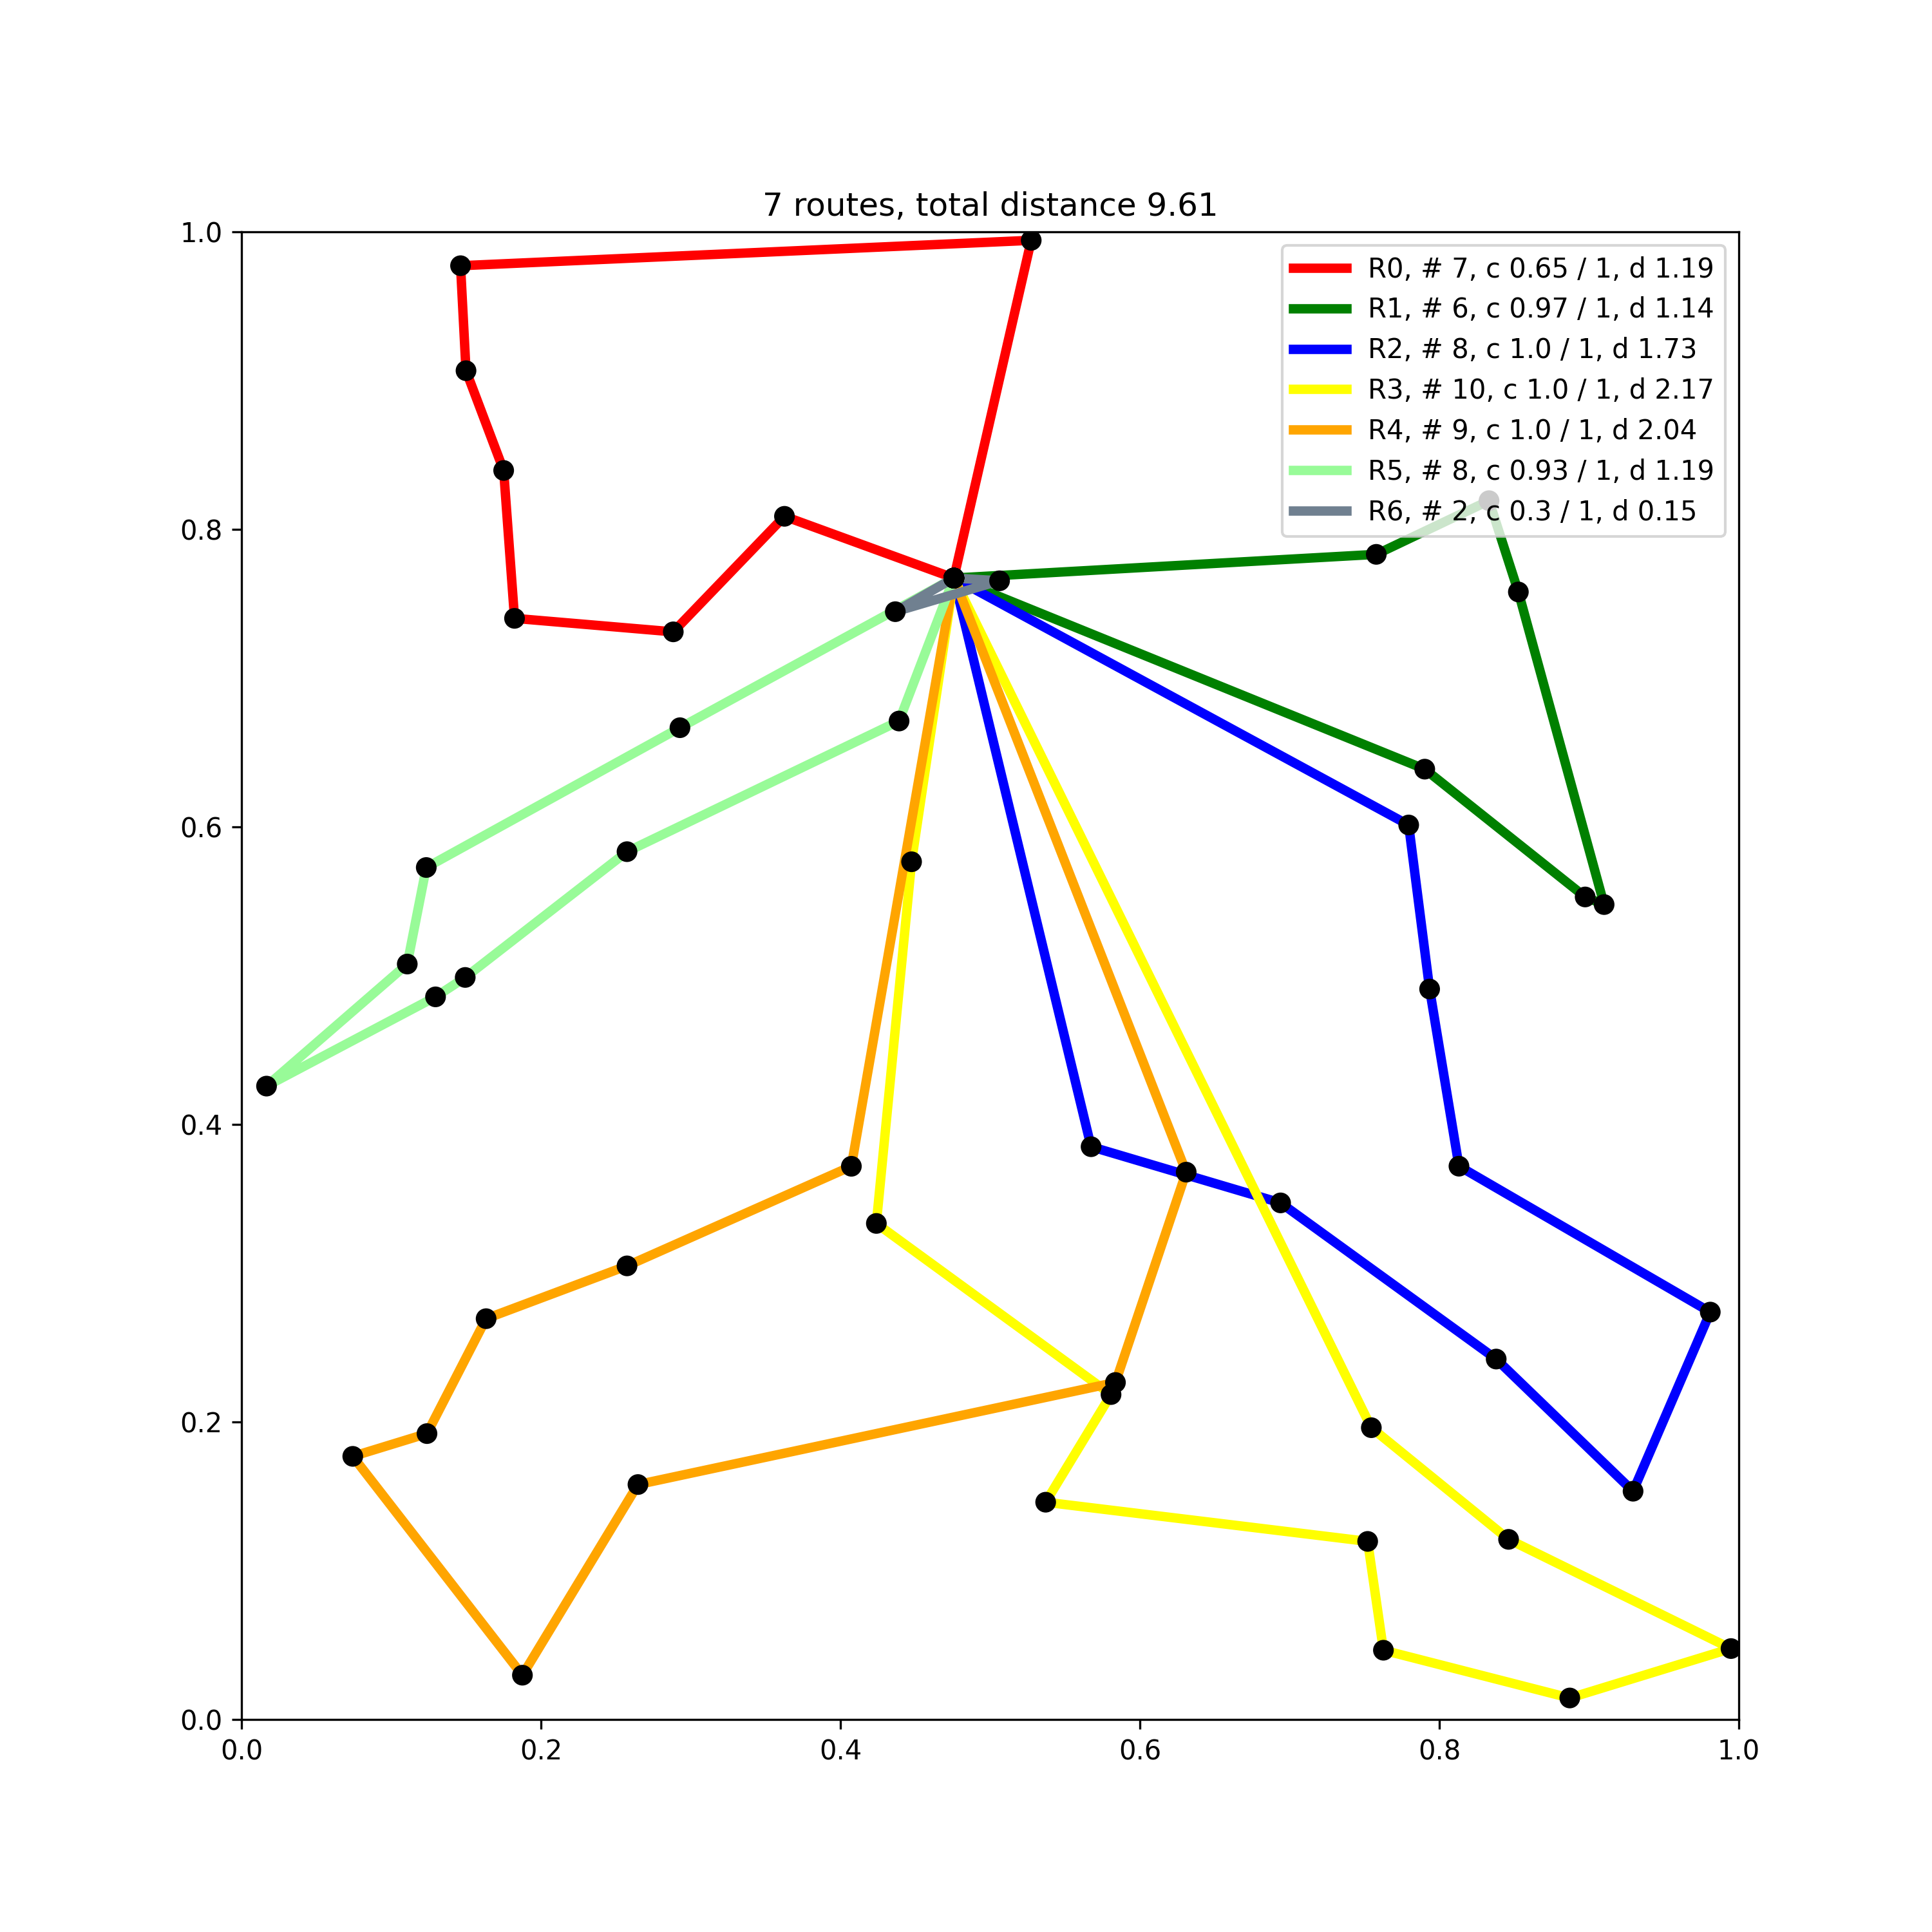 7 routes, total distance 9.61
R0, # 7, c 0.65 / 1, d 1.19
R1, # 6, c 0.97 / 1, d 1.14
R2, # 8, c 1.0 / 1, d 1.73
R3, # 10, c 1.0 / 1, d 2.17
R4, # 9, c 1.0 / 1, d 2.04
R5, # 8, c 0.93 / 1, d 1.19
R6, # 2, c 0.3 / 1, d 0.15
1.0
0.8
0.6
0.4
0.2
0.0
0.0 0.2 0.4 0.6 0.8 1.0